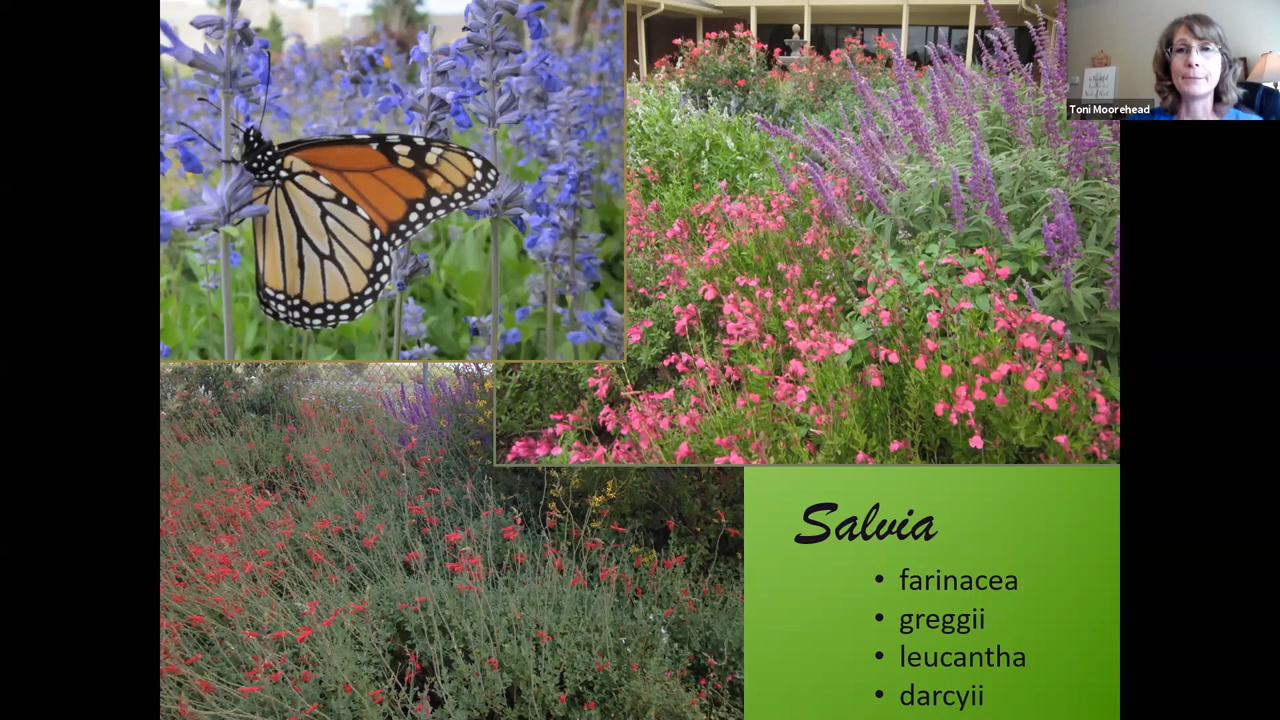 Toni Moorehead
Salvia
• farinacea
• greggii
• leucantha
• darcyii